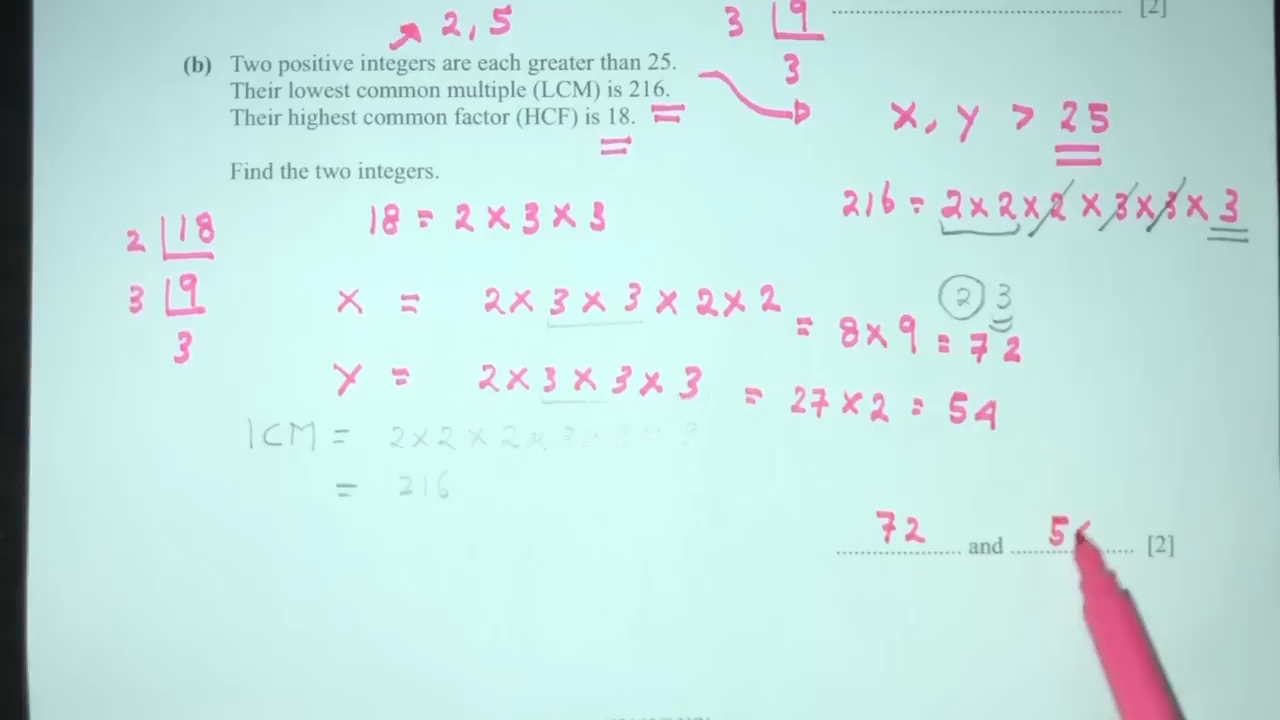 2, 5
3 9 [2]
3
(b) Two positive integers are each greater than 25.
Their lowest common multiple (LCM) is 216.
Their highest common factor (HCF) is 18.
x, y > 25
Find the two integers.
216 = 2 × 2 × 2 × 3 × 3 × 3
18 = 2 × 3 × 3
2 18
3 9
3
2 3
x = 2 × 3 × 3 × 2 × 2 = 8 × 9 = 72
y = 2 × 3 × 3 × 3 = 27 × 2 = 54
LCM = 2 × 2 × 2 ×
= 216
72 and 5 [2]